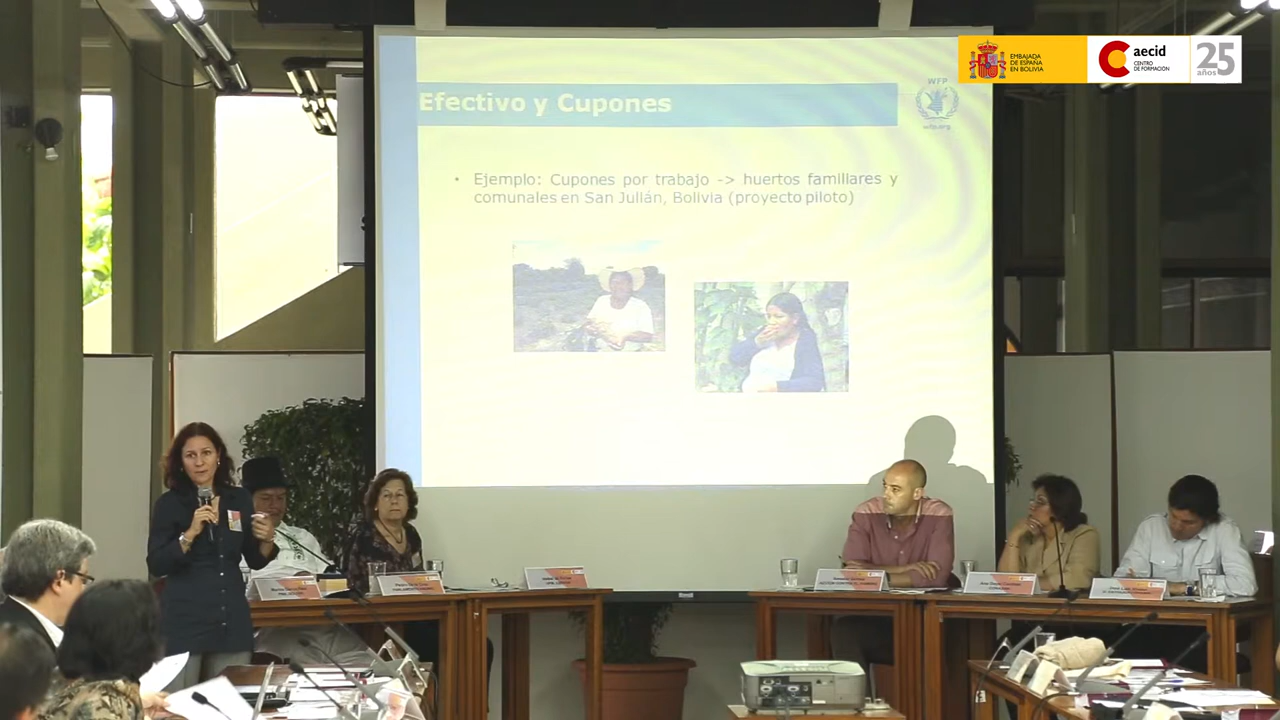 EMBAJADA
DE ESPAÑA
EN BOLIVIA
aecid
CENTRO
DE FORMACIÓN
25
años
WFP
wfp.org
Efectivo y Cupones
• Ejemplo: Cupones por trabajo -> huertos familiares y
comunales en San Julián, Bolivia (proyecto piloto)